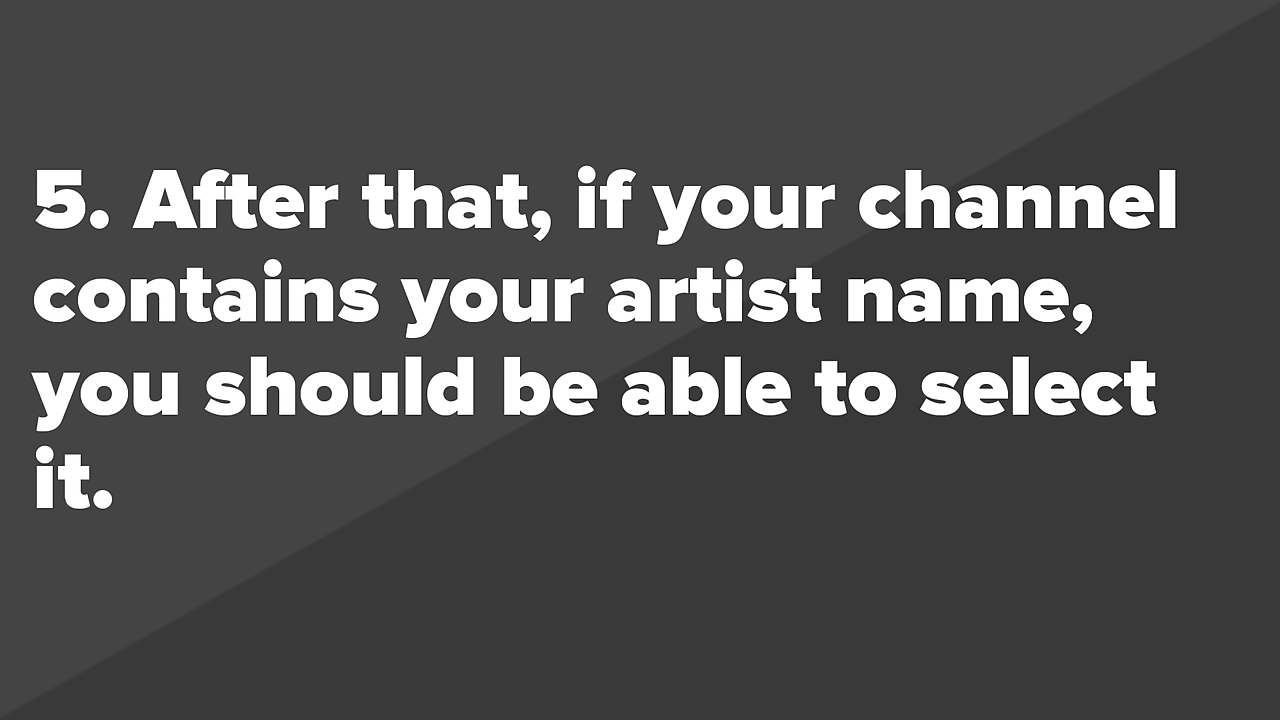 5. After that, if your channel
contains your artist name,
you should be able to select
it.